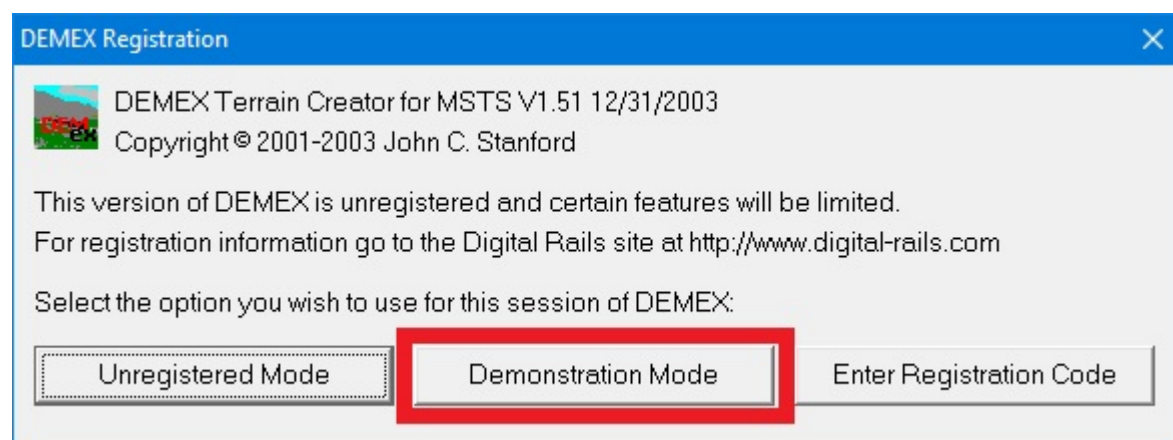 DEMEX Registration
DEM
ex
DEMEX Terrain Creator for MSTS V1.51 12/31/2003
Copyright © 2001-2003 John C. Stanford
This version of DEMEX is unregistered and certain features will be limited.
For registration information go to the Digital Rails site at http://www.digital-rails.com
Select the option you wish to use for this session of DEMEX:
Unregistered Mode
Demonstration Mode
Enter Registration Code